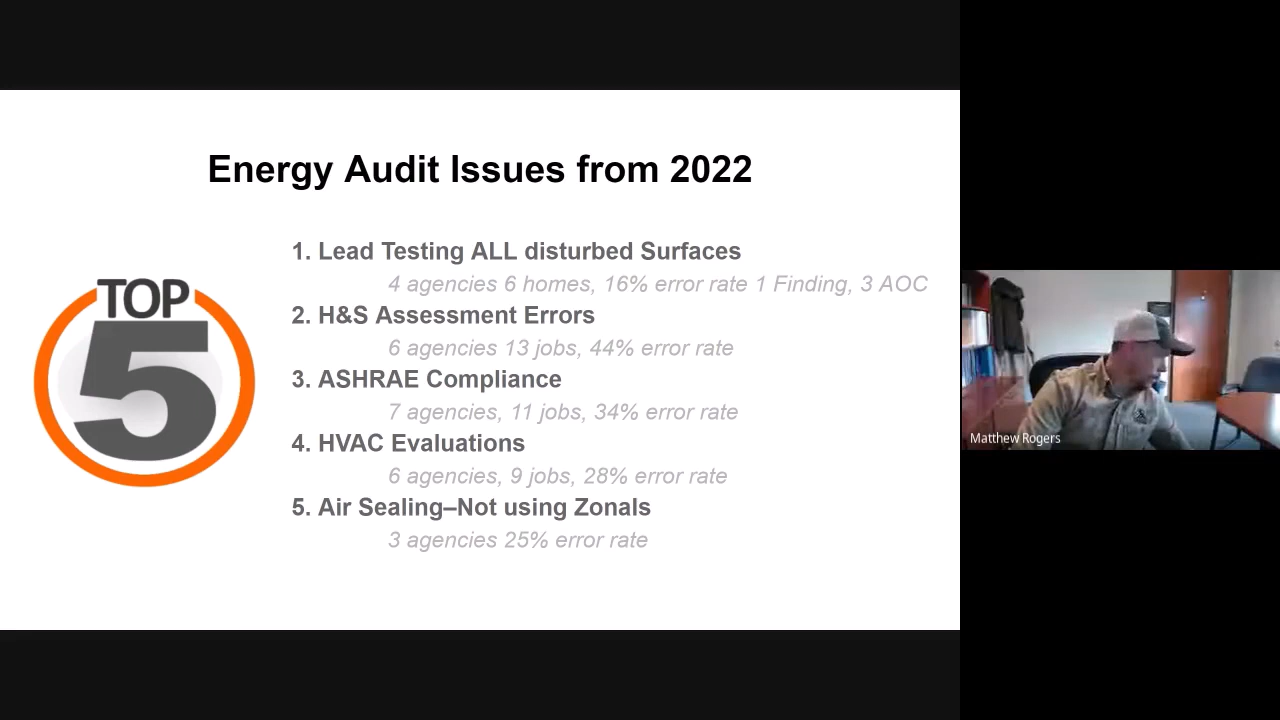 Energy Audit Issues from 2022
TOP
5
1. Lead Testing ALL disturbed Surfaces
4 agencies 6 homes, 16% error rate 1 Finding, 3 AOC
2. H&S Assessment Errors
6 agencies 13 jobs, 44% error rate
3. ASHRAE Compliance
7 agencies, 11 jobs, 34% error rate
4. HVAC Evaluations
6 agencies, 9 jobs, 28% error rate
5. Air Sealing–Not using Zonals
3 agencies 25% error rate
Matthew Rogers